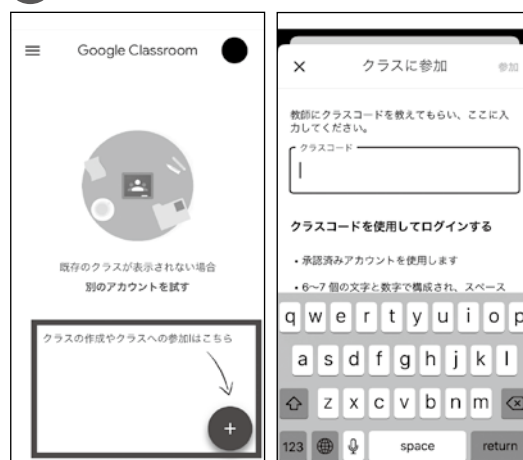 Google Classroom
既存のクラスが表示されない場合
別のアカウントを試す
クラスの作成やクラスへの参加はこちら
+
× クラスに参加 参加
教師にクラスコードを教えてもらい、ここに入
力してください。
クラスコード
クラスコードを使用してログインする
• 承認済みアカウントを使用します
• 6〜7 個の文字と数字で構成され、スペース
q w e r t y u i o p
a s d f g h j k l
z x c v b n m
123 space return